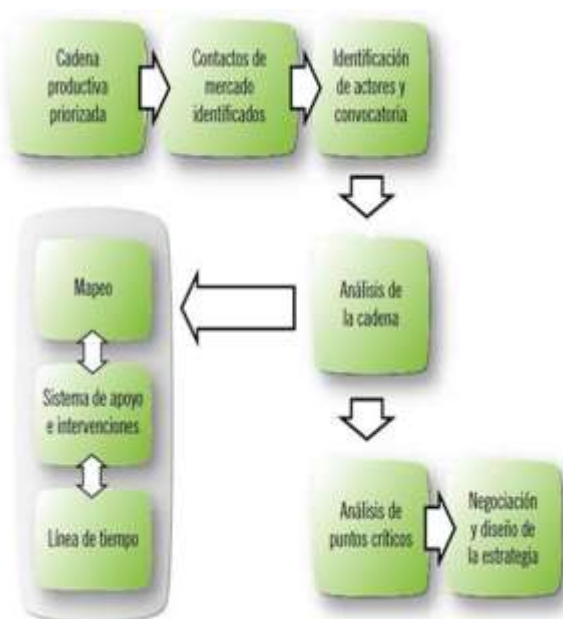 Cadena
productiva
priorizada
Contactos de
mercado
identificados
Identificación
de actores y
convocatoria
Análisis de
la cadena
Mapeo
Sistema de apoyo
e intervenciones
Línea de tiempo
Análisis de
puntos críticos
Negociación
y diseño de
la estrategia